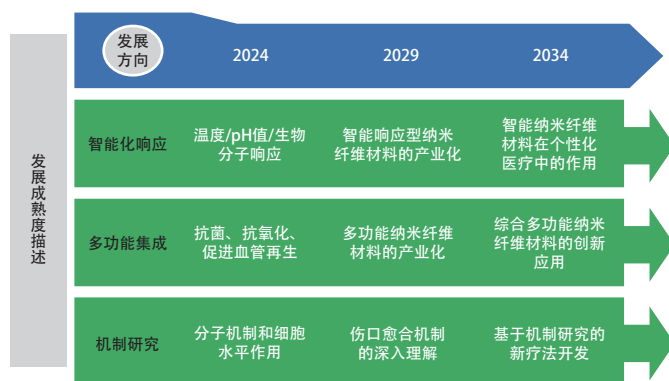 发展
方向
2024
2029
2034
发展成熟度描述
智能化响应
温度/pH值/生物
分子响应
智能响应型纳米
纤维材料的产业化
智能纳米纤维
材料在个性化
医疗中的作用
多功能集成
抗菌、抗氧化、
促进血管再生
多功能纳米纤维
材料的产业化
综合多功能纳米
纤维材料的创新
应用
机制研究
分子机制和细胞
水平作用
伤口愈合机制
的深入理解
基于机制研究的
新疗法开发